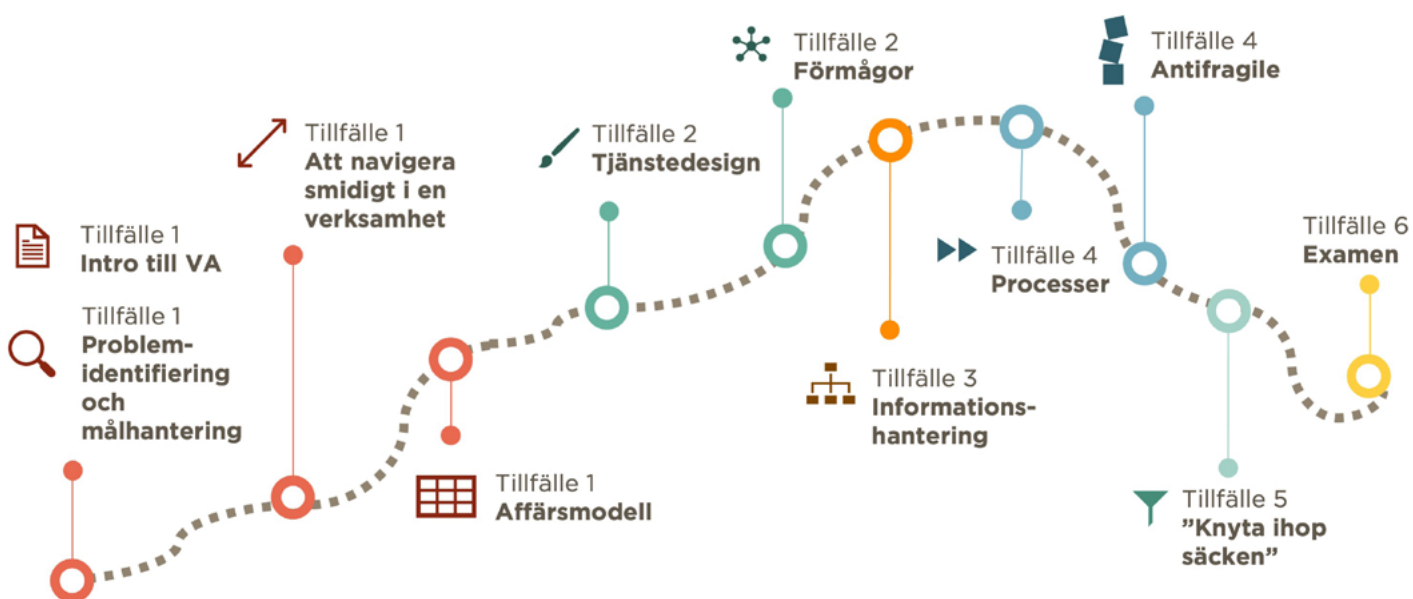 Tillfälle 1
Intro till VA
Tillfälle 1
Problem-
identifiering
och
målhantering
Tillfälle 1
Att navigera
smidigt i en
verksamhet
Tillfälle 1
Affärsmodell
Tillfälle 2
Tjänstedesign
Tillfälle 2
Förmågor
Tillfälle 3
Informations-
hantering
Tillfälle 4
Processer
Tillfälle 4
Antifragile
Tillfälle 5
”Knyta ihop
säcken”
Tillfälle 6
Examen